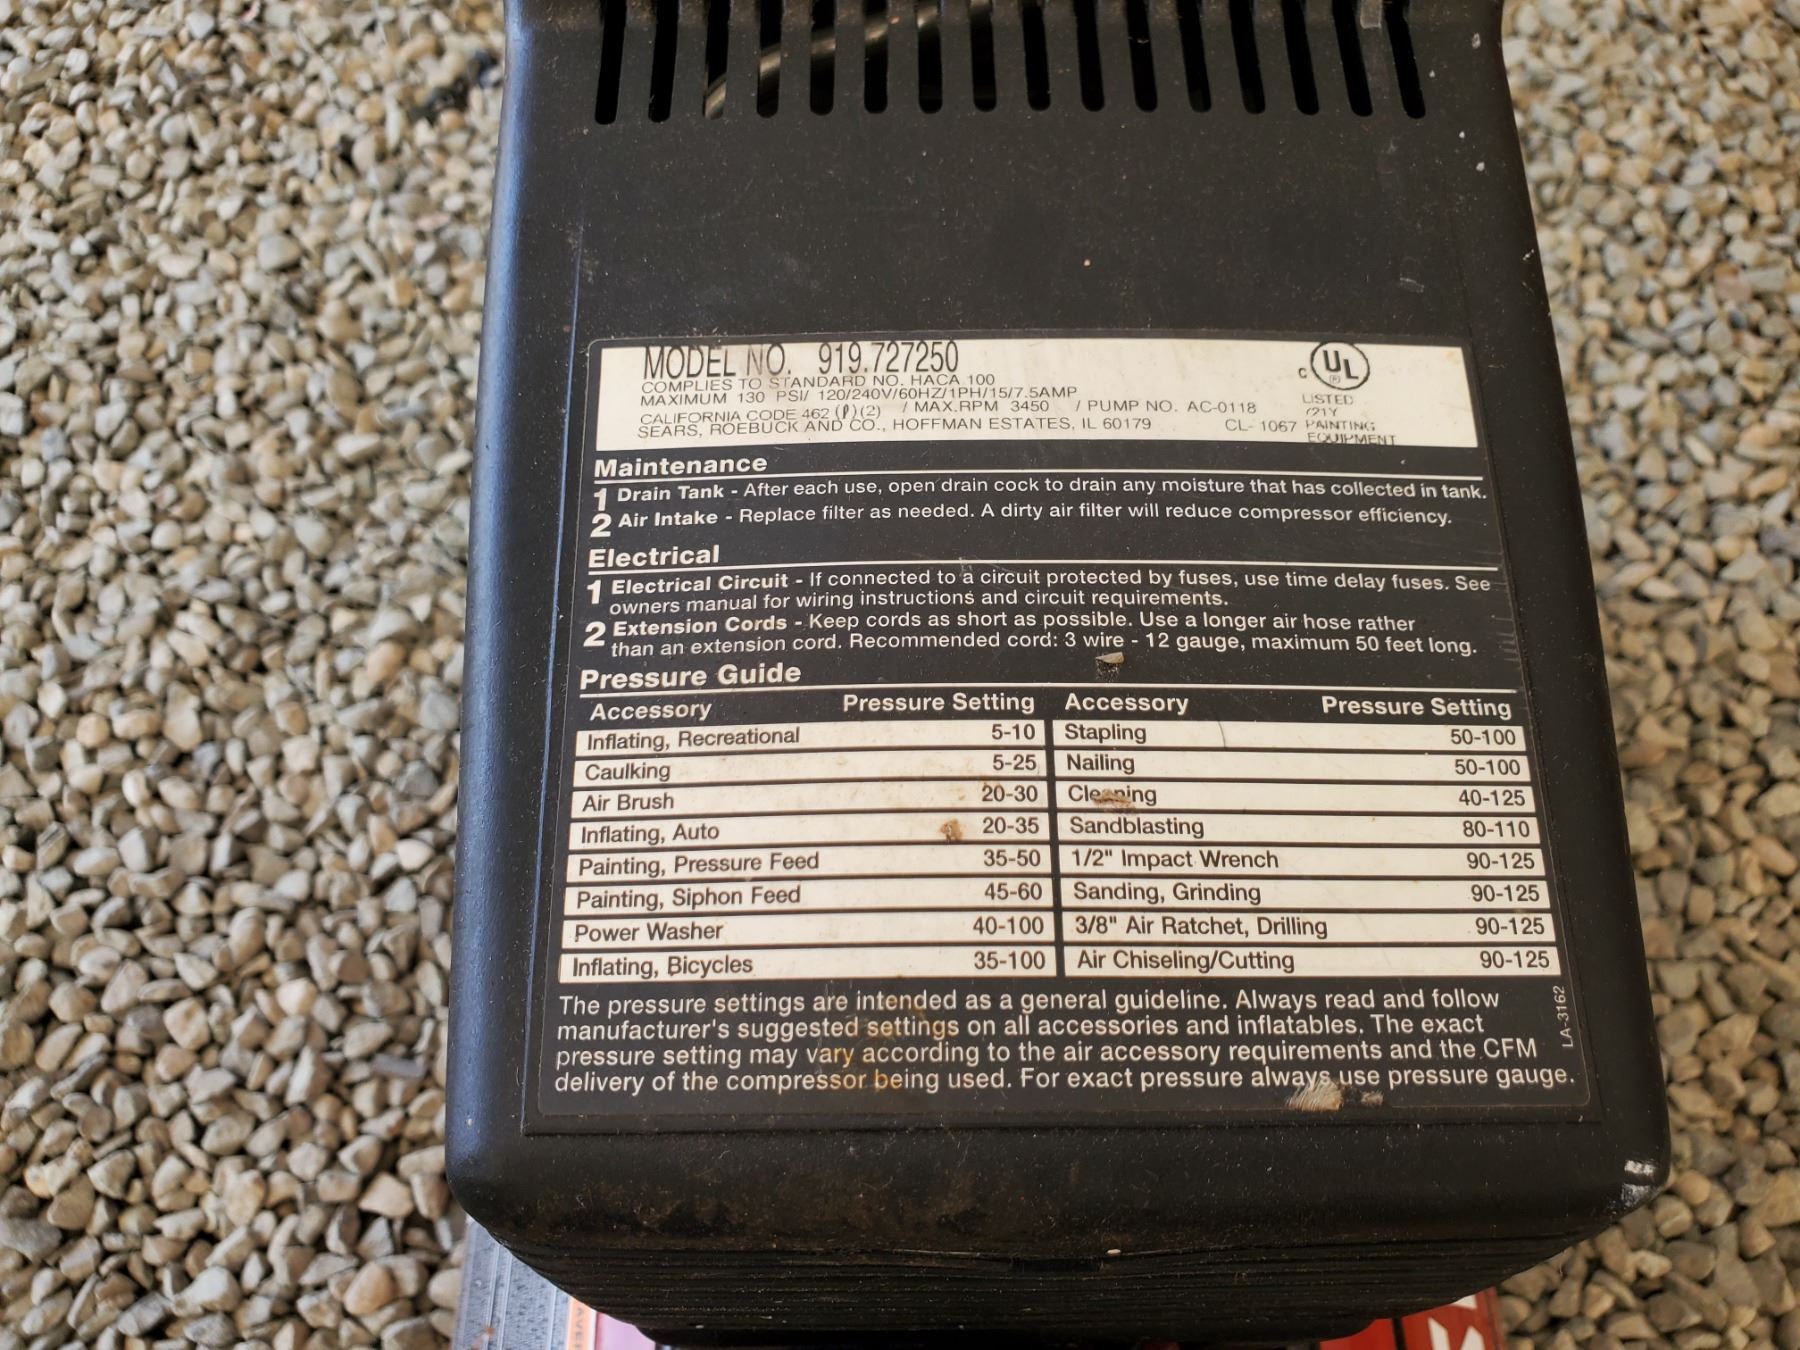 MODEL NO. 919.727250
COMPLIES TO STANDARD NO. HACA 100
MAXIMUM 130 PSI/ 120/240V/60HZ/1PH/15/7.5AMP
CALIFORNIA CODE 462 (l)(2) / MAX.RPM 3450 / PUMP NO. AC-0118
SEARS, ROEBUCK AND CO., HOFFMAN ESTATES, IL 60179 CL- 1067
C UL ®
LISTED
PAINTING
EQUIPMENT
Maintenance
1 Drain Tank - After each use, open drain cock to drain any moisture that has collected in tank.
2 Air Intake - Replace filter as needed. A dirty air filter will reduce compressor efficiency.
Electrical
1 Electrical Circuit - If connected to a circuit protected by fuses, use time delay fuses. See
owners manual for wiring instructions and circuit requirements.
2 Extension Cords - Keep cords as short as possible. Use a longer air hose rather
than an extension cord. Recommended cord: 3 wire - 12 gauge, maximum 50 feet long.
Pressure Guide
Accessory Pressure Setting Accessory Pressure Setting
Inflating, Recreational 5-10 Stapling 50-100
Caulking 5-25 Nailing 50-100
Air Brush 20-30 Cleaning 40-125
Inflating, Auto 20-35 Sandblasting 80-110
Painting, Pressure Feed 35-50 1/2" Impact Wrench 90-125
Painting, Siphon Feed 45-60 Sanding, Grinding 90-125
Power Washer 40-100 3/8" Air Ratchet, Drilling 90-125
Inflating, Bicycles 35-100 Air Chiseling/Cutting 90-125
The pressure settings are intended as a general guideline. Always read and follow
manufacturer's suggested settings on all accessories and inflatables. The exact
pressure setting may vary according to the air accessory requirements and the CFM
delivery of the compressor being used. For exact pressure always use pressure gauge.
LA-3162